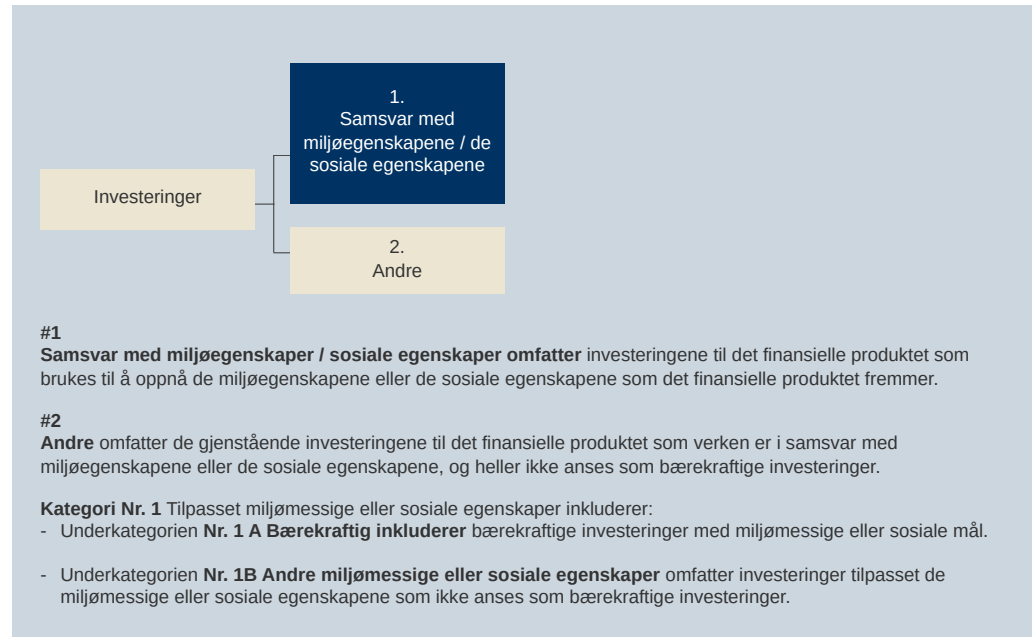 1.
Samsvar med
miljøegenskapene / de
sosiale egenskapene
Investeringer
2.
Andre
#1
Samsvar med miljøegenskaper / sosiale egenskaper omfatter investeringene til det finansielle produktet som
brukes til å oppnå de miljøegenskapene eller de sosiale egenskapene som det finansielle produktet fremmer.
#2
Andre omfatter de gjenstående investeringene til det finansielle produktet som verken er i samsvar med
miljøegenskapene eller de sosiale egenskapene, og heller ikke anses som bærekraftige investeringer.
Kategori Nr. 1 Tilpasset miljømessige eller sosiale egenskaper inkluderer:
- Underkategorien Nr. 1 A Bærekraftig inkluderer bærekraftige investeringer med miljømessige eller sosiale mål.
- Underkategorien Nr. 1B Andre miljømessige eller sosiale egenskaper omfatter investeringer tilpasset de
miljømessige eller sosiale egenskapene som ikke anses som bærekraftige investeringer.